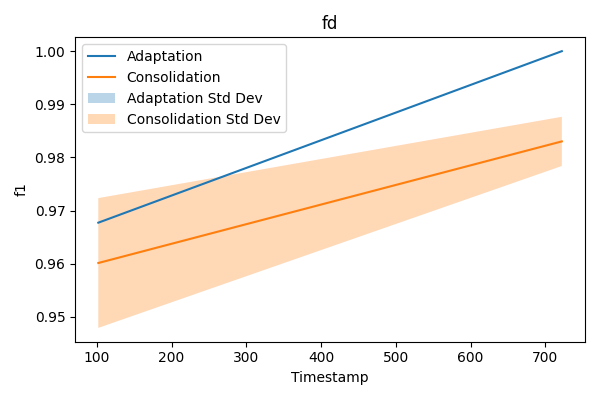 fd
Adaptation
Consolidation
Adaptation Std Dev
Consolidation Std Dev
1.00
0.99
0.98
0.97
0.96
0.95
f1
100 200 300 400 500 600 700
Timestamp